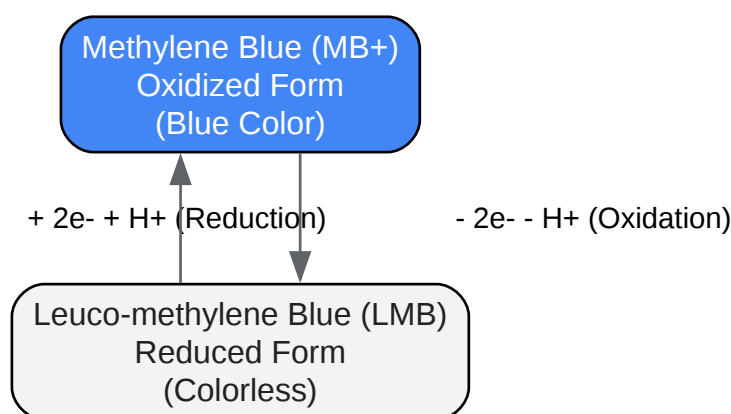 Methylene Blue (MB+)
Oxidized Form
(Blue Color)
+ 2e- + H+ (Reduction)
- 2e- - H+ (Oxidation)
Leuco-methylene Blue (LMB)
Reduced Form
(Colorless)